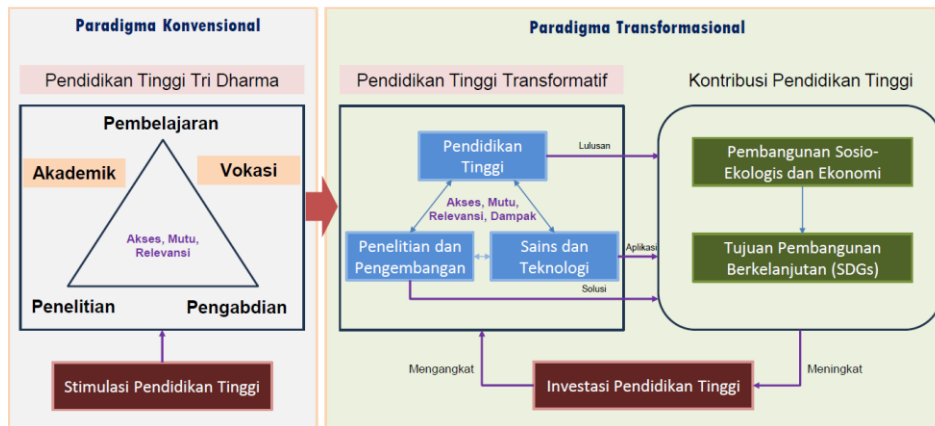 Paradigma Konvensional
Pendidikan Tinggi Tri Dharma
Pembelajaran
Akademik
Vokasi
Akses, Mutu,
Relevansi
Penelitian
Pengabdian
Stimulasi Pendidikan Tinggi
Paradigma Transformasional
Pendidikan Tinggi Transformatif
Kontribusi Pendidikan Tinggi
Pendidikan
Tinggi
Lulusan
Akses, Mutu,
Relevansi, Dampak
Penelitian dan
Pengembangan
Sains dan
Teknologi
Aplikasi
Solusi
Pembangunan Sosio-
Ekologis dan Ekonomi
Tujuan Pembangunan
Berkelanjutan (SDGs)
Mengangkat
Investasi Pendidikan Tinggi
Meningkat